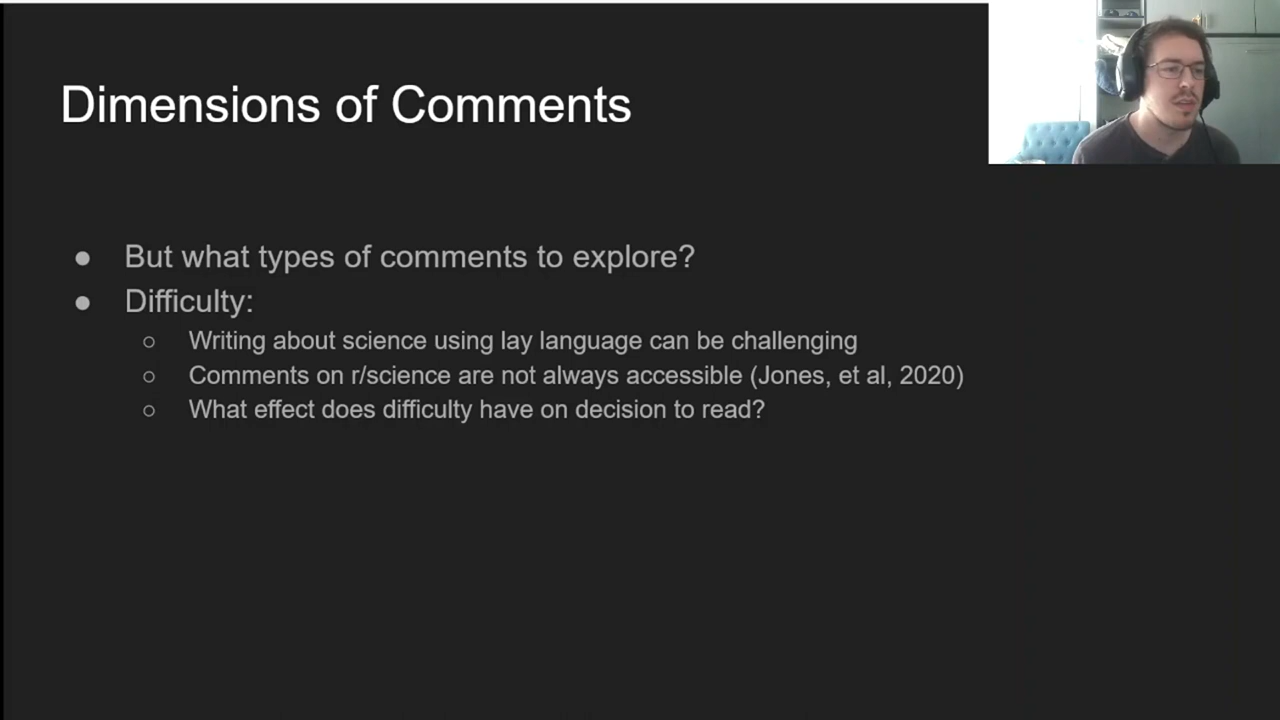 Dimensions of Comments
● But what types of comments to explore?
● Difficulty:
○ Writing about science using lay language can be challenging
○ Comments on r/science are not always accessible (Jones, et al, 2020)
○ What effect does difficulty have on decision to read?